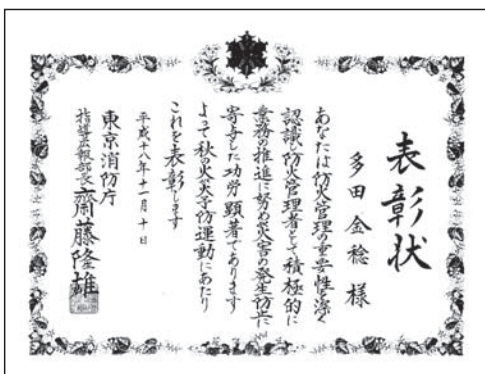 表彰状
多田金稔様
あなたは防火管理の重要性を深く
認識し防火管理者として積極的に
業務の推進に努め災害の発生防止に
寄与した功労顕著であります
よって秋の火災予防運動にあたり
これを表彰します
平成十八年十一月十日
東京消防庁
指導広報部長 齋藤隆雄